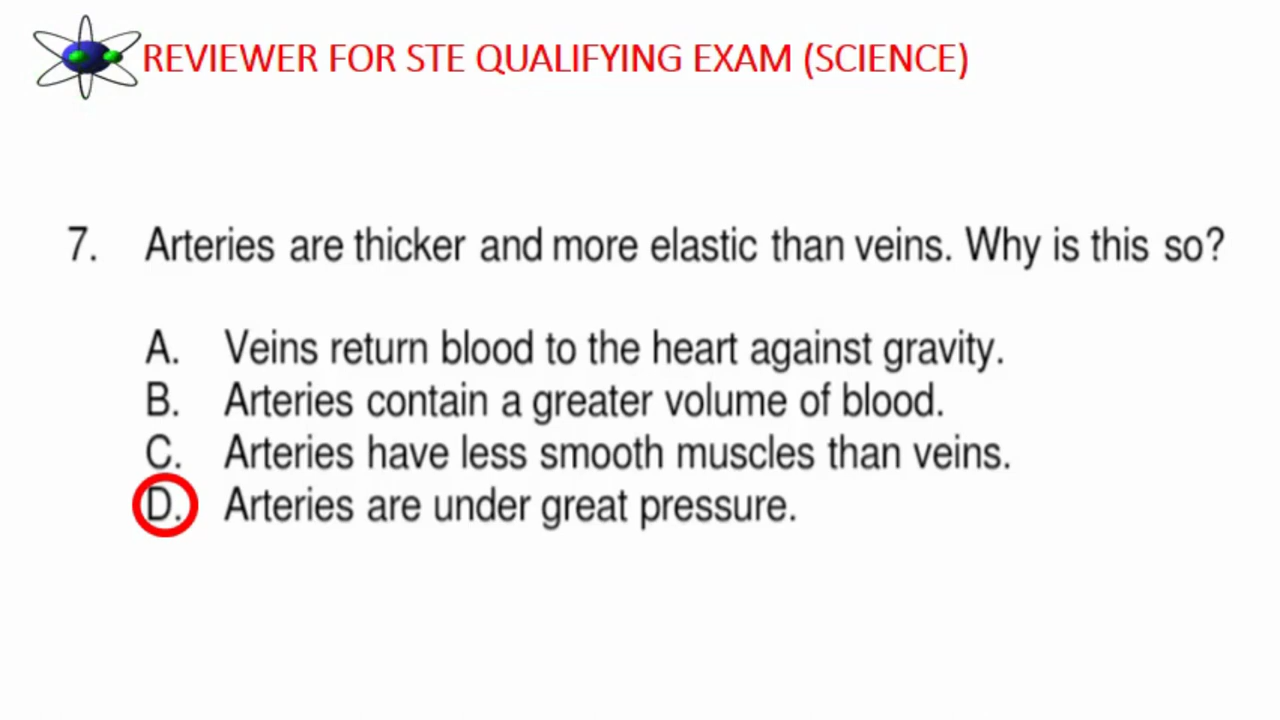 REVIEWER FOR STE QUALIFYING EXAM (SCIENCE)
7. Arteries are thicker and more elastic than veins. Why is this so?
A. Veins return blood to the heart against gravity.
B. Arteries contain a greater volume of blood.
C. Arteries have less smooth muscles than veins.
D. Arteries are under great pressure.